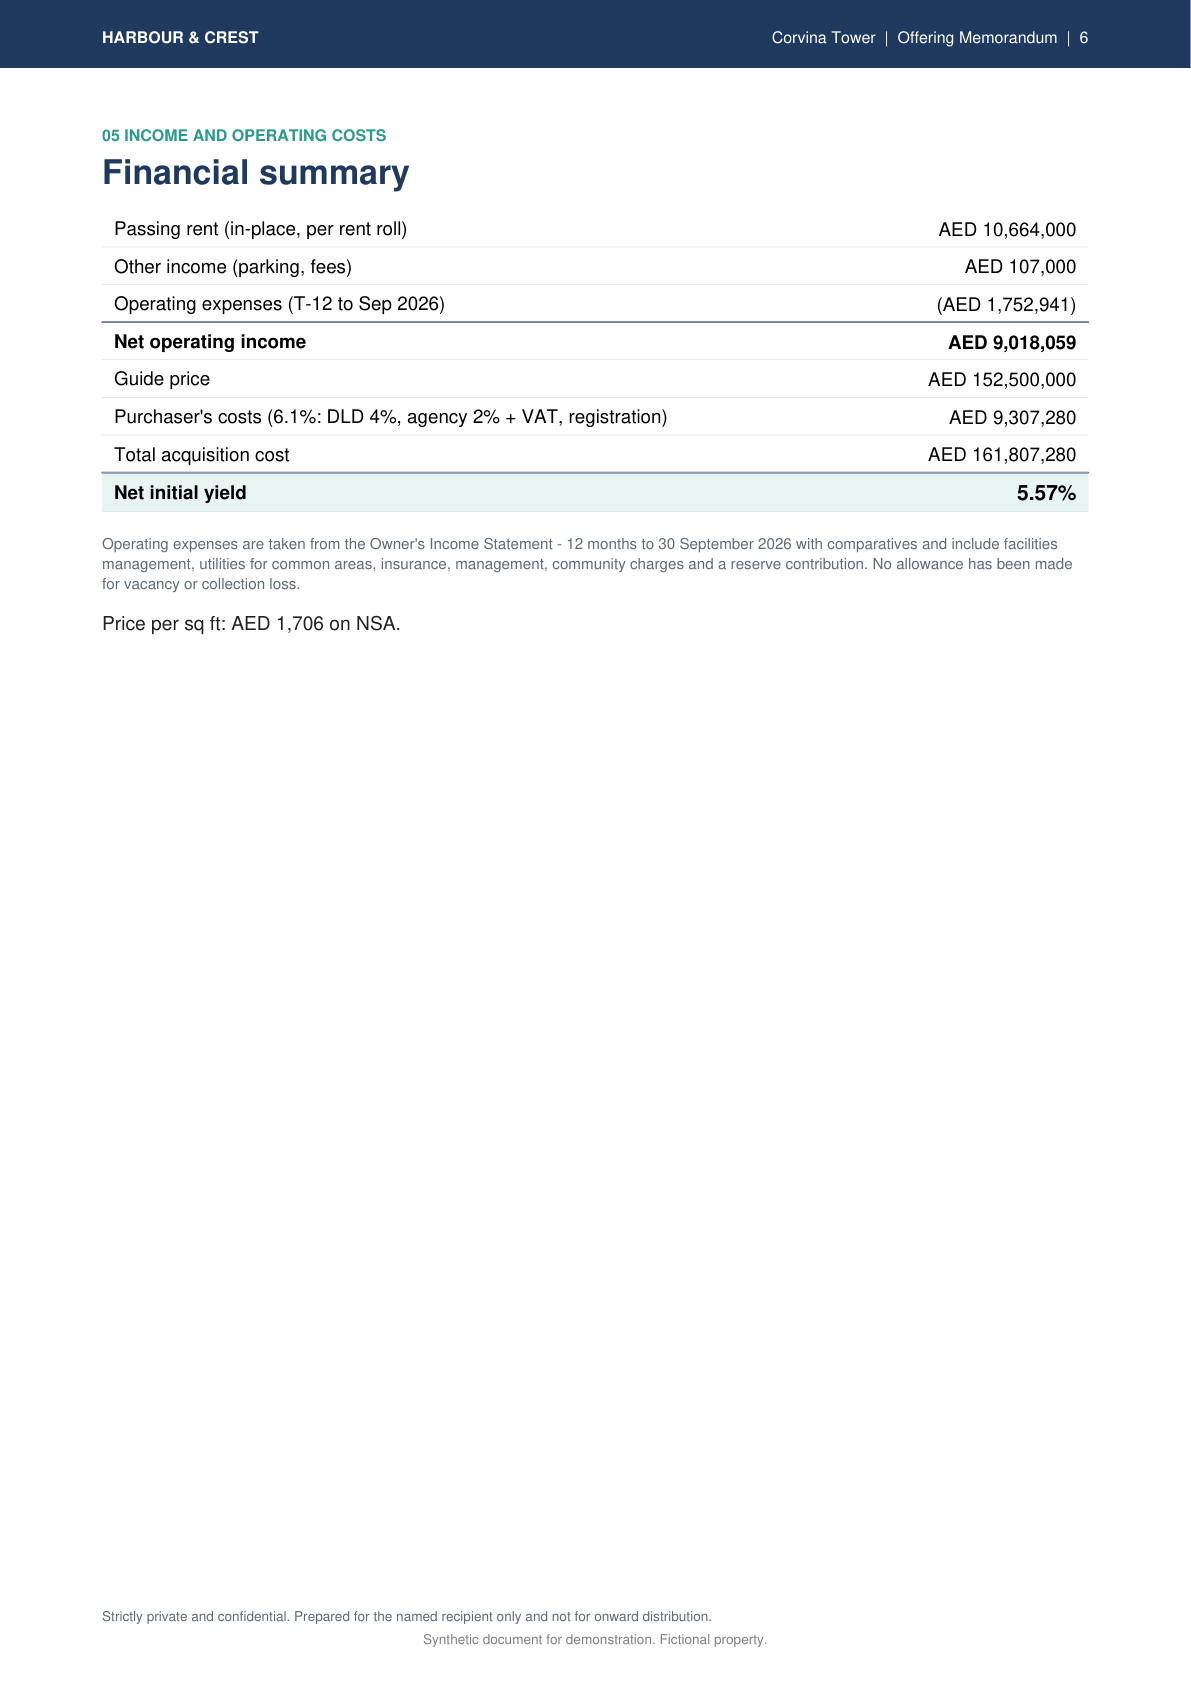 HARBOUR & CREST
Corvina Tower | Offering Memorandum | 6
05 INCOME AND OPERATING COSTS
Financial summary
Passing rent (in-place, per rent roll) AED 10,664,000
Other income (parking, fees) AED 107,000
Operating expenses (T-12 to Sep 2026) (AED 1,752,941)
Net operating income AED 9,018,059
Guide price AED 152,500,000
Purchaser's costs (6.1%: DLD 4%, agency 2% + VAT, registration) AED 9,307,280
Total acquisition cost AED 161,807,280
Net initial yield 5.57%
Operating expenses are taken from the Owner's Income Statement - 12 months to 30 September 2026 with comparatives and include facilities
management, utilities for common areas, insurance, management, community charges and a reserve contribution. No allowance has been made
for vacancy or collection loss.
Price per sq ft: AED 1,706 on NSA.
Strictly private and confidential. Prepared for the named recipient only and not for onward distribution.
Synthetic document for demonstration. Fictional property.